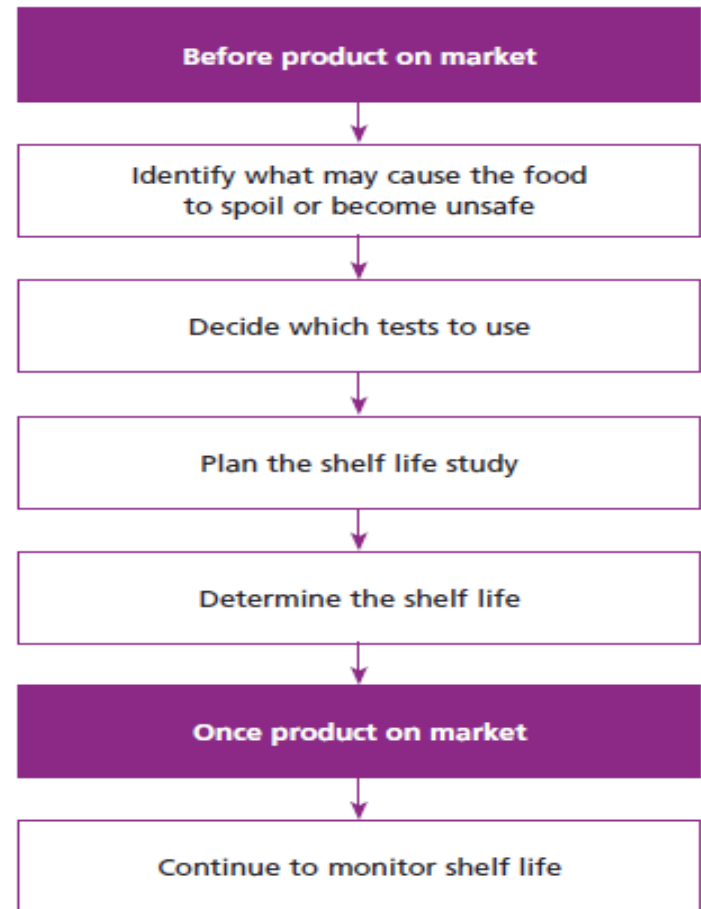 Before product on market
Identify what may cause the food
to spoil or become unsafe
Decide which tests to use
Plan the shelf life study
Determine the shelf life
Once product on market
Continue to monitor shelf life